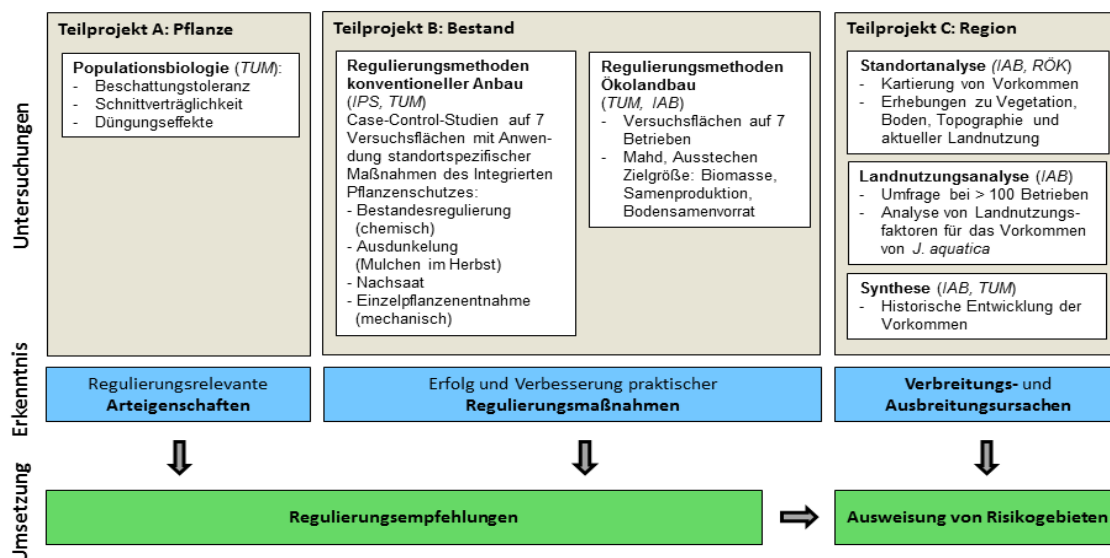 Untersuchungen
Teilprojekt A: Pflanze
Populationsbiologie (TUM):
- Beschattungstoleranz
- Schnittverträglichkeit
- Düngungseffekte
Teilprojekt B: Bestand
Regulierungsmethoden
konventioneller Anbau
(IPS, TUM)
Case-Control-Studien auf 7
Versuchsflächen mit Anwen-
dung standortspezifischer
Maßnahmen des Integrierten
Pflanzenschutzes:
- Bestandesregulierung
(chemisch)
- Ausdunkelung
(Mulchen im Herbst)
- Nachsaat
- Einzelpflanzenentnahme
(mechanisch)
Regulierungsmethoden
Ökolandbau
(TUM, IAB)
- Versuchsflächen auf 7
Betrieben
- Mahd, Ausstechen
Zielgröße: Biomasse,
Samenproduktion,
Bodensamenvorrat
Teilprojekt C: Region
Standortanalyse (IAB, RÖK)
- Kartierung von Vorkommen
- Erhebungen zu Vegetation,
Boden, Topographie und
aktueller Landnutzung
Landnutzungsanalyse (IAB)
- Umfrage bei > 100 Betrieben
- Analyse von Landnutzungs-
faktoren für das Vorkommen
von J. aquatica
Synthese (IAB, TUM)
- Historische Entwicklung der
Vorkommen
Erkenntnis
Regulierungsrelevante
Arteigenschaften
Erfolg und Verbesserung praktischer
Regulierungsmaßnahmen
Verbreitungs- und
Ausbreitungsursachen
Umsetzung
Regulierungsempfehlungen
Ausweisung von Risikogebieten